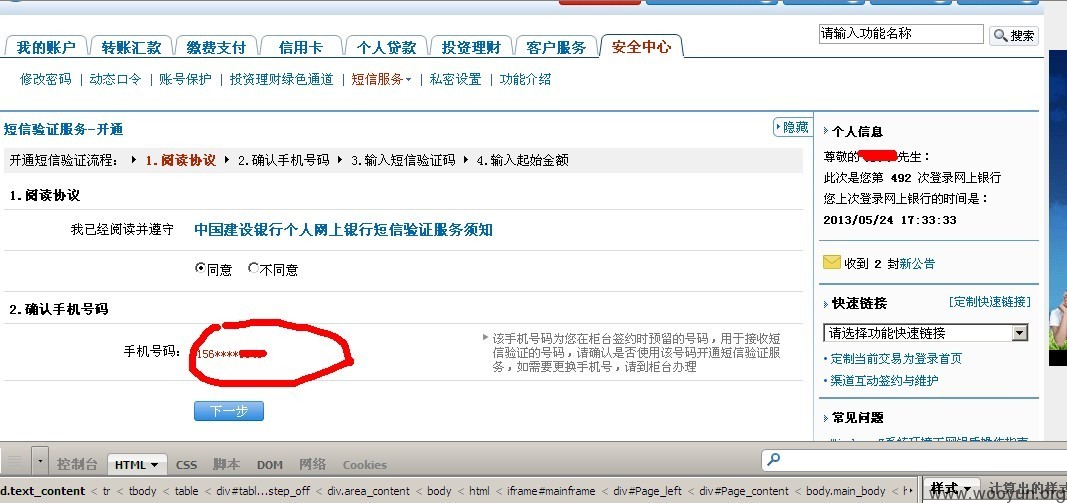 我的账户 转账汇款 缴费支付 信用卡 个人贷款 投资理财 客户服务 安全中心
请输入功能名称 搜索
修改密码 | 动态口令 | 账号保护 | 投资理财绿色通道 | 短信服务 | 私密设置 | 功能介绍
短信验证服务-开通
隐藏
开通短信验证流程: 1.阅读协议 2.确认手机号码 3.输入短信验证码 4.输入起始金额
1.阅读协议
我已经阅读并遵守 中国建设银行个人网上银行短信验证服务须知
同意 不同意
2.确认手机号码
手机号码: 156****
该手机号码为您在柜台签约时预留的号码,用于接收短
信验证的号码,请确认是否使用该号码开通短信验证服
务,如需要更换手机号,请到柜台办理
下一步
个人信息
尊敬的 先生:
此次是您第 492 次登录网上银行
您上次登录网上银行的时间是:
2013/05/24 17:33:33
收到 2 封新公告
快速链接 [定制快速链接]
请选择功能快速链接
·定制当前交易为登录首页
·渠道互动签约与维护
常见问题
控制台 HTML CSS 脚本 DOM 网络 Cookies
d.text_content < tr < tbody < table < div#tabl...step_off < div.area_content < body < html < iframe#mainframe < div#Page_left < div#Page_content < body.main_body <
样式 计算出的样
www.wooyun.org